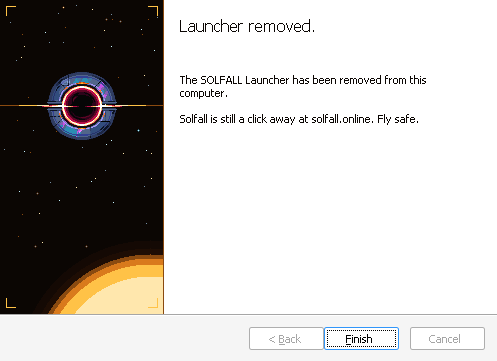 Launcher removed.
The SOLFALL Launcher has been removed from this
computer.
Solfall is still a click away at solfall.online. Fly safe.
< Back
Finish
Cancel